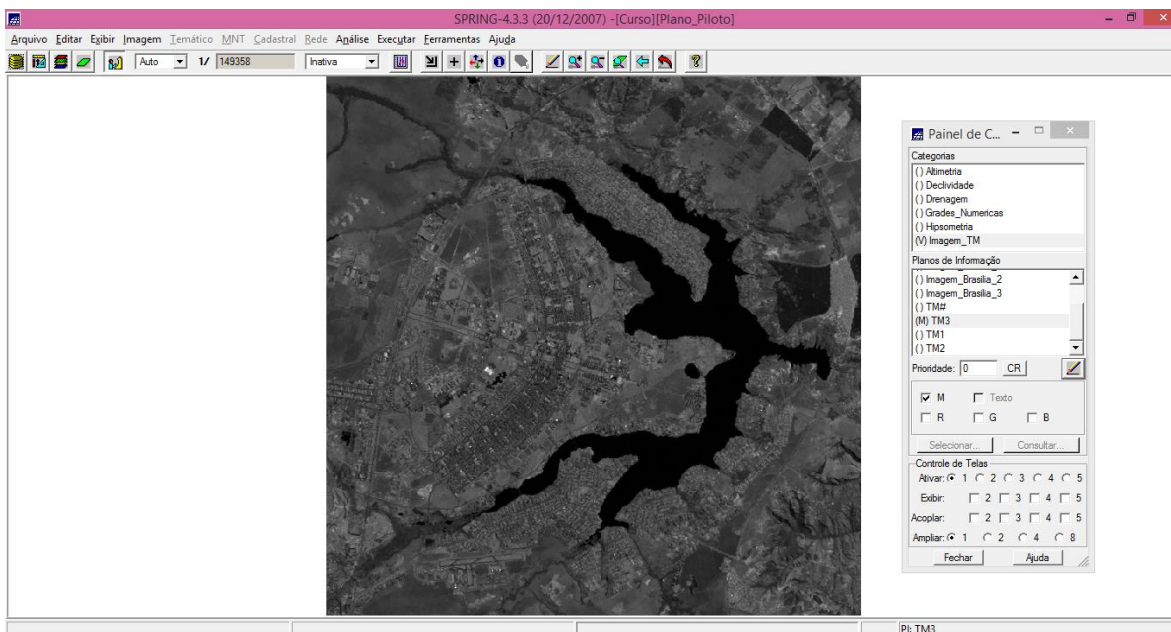 SPRING-4.3.3 (20/12/2007) -[Curso][Plano_Piloto]
Arquivo Editar Exibir Imagem Temático MNT Cadastral Rede Análise Executar Ferramentas Ajuda
Auto 1/ 149358 Inativa
Painel de C...
Categorias
( ) Altimetria
( ) Declividade
( ) Drenagem
( ) Grades_Numericas
( ) Hipsometria
(V) Imagem_TM
Planos de Informação
( ) Imagem_Brasilia_2
( ) Imagem_Brasilia_3
( ) TM#
(M) TM3
( ) TM1
( ) TM2
Prioridade: 0 CR
M Texto
R G B
Selecionar... Consultar...
Controle de Telas
Ativar: 1 2 3 4 5
Exibir: 2 3 4 5
Acoplar: 2 3 4 5
Ampliar: 1 2 4 8
Fechar Ajuda
PI: TM3